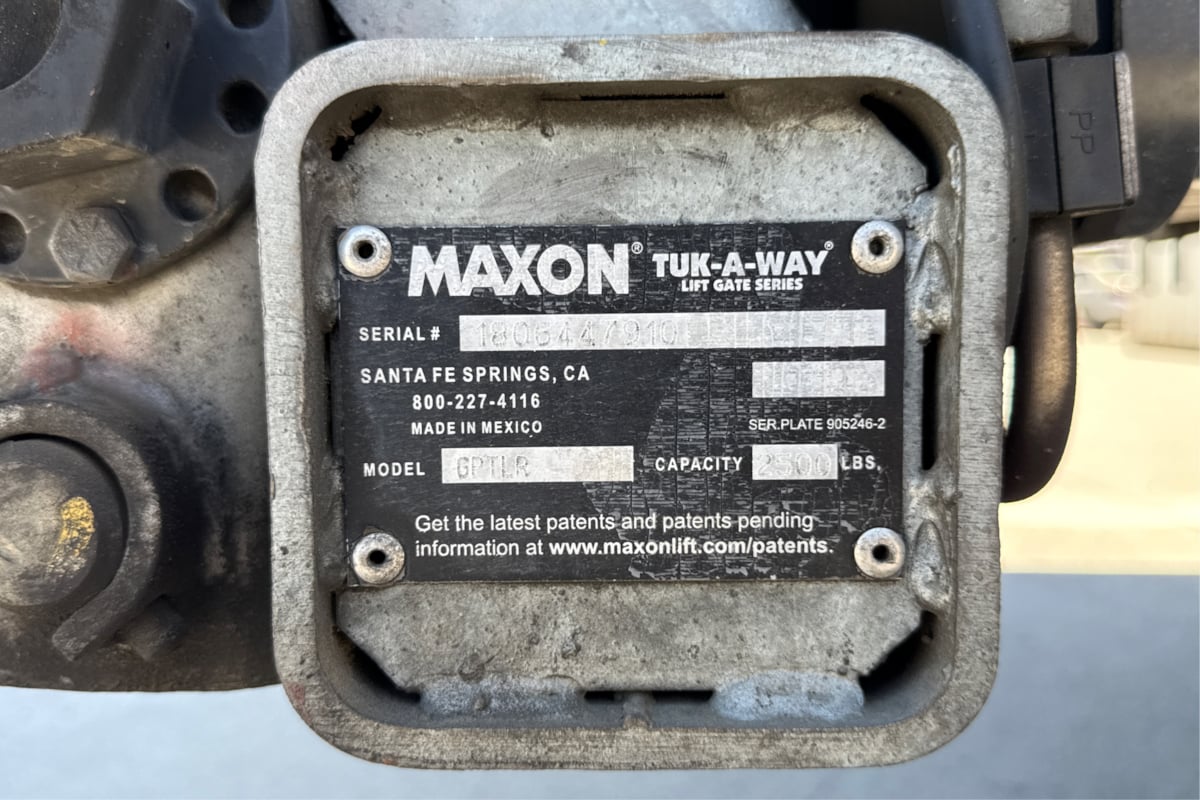 MAXON® TUK-A-WAY®
LIFT GATE SERIES
SERIAL # 1806447910
SANTA FE SPRINGS, CA
800-227-4116
MADE IN MEXICO
SER.PLATE 905246-2
MODEL GPTLR
CAPACITY 2500 LBS.
Get the latest patents and patents pending
information at www.maxonlift.com/patents.
PP